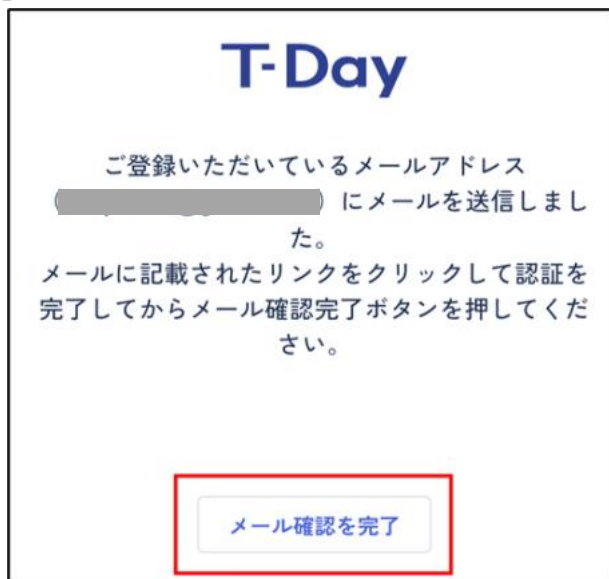 T-Day
ご登録いただいているメールアドレス
( ) にメールを送信しまし
た。
メールに記載されたリンクをクリックして認証を
完了してからメール確認完了ボタンを押してくだ
さい。
メール確認を完了